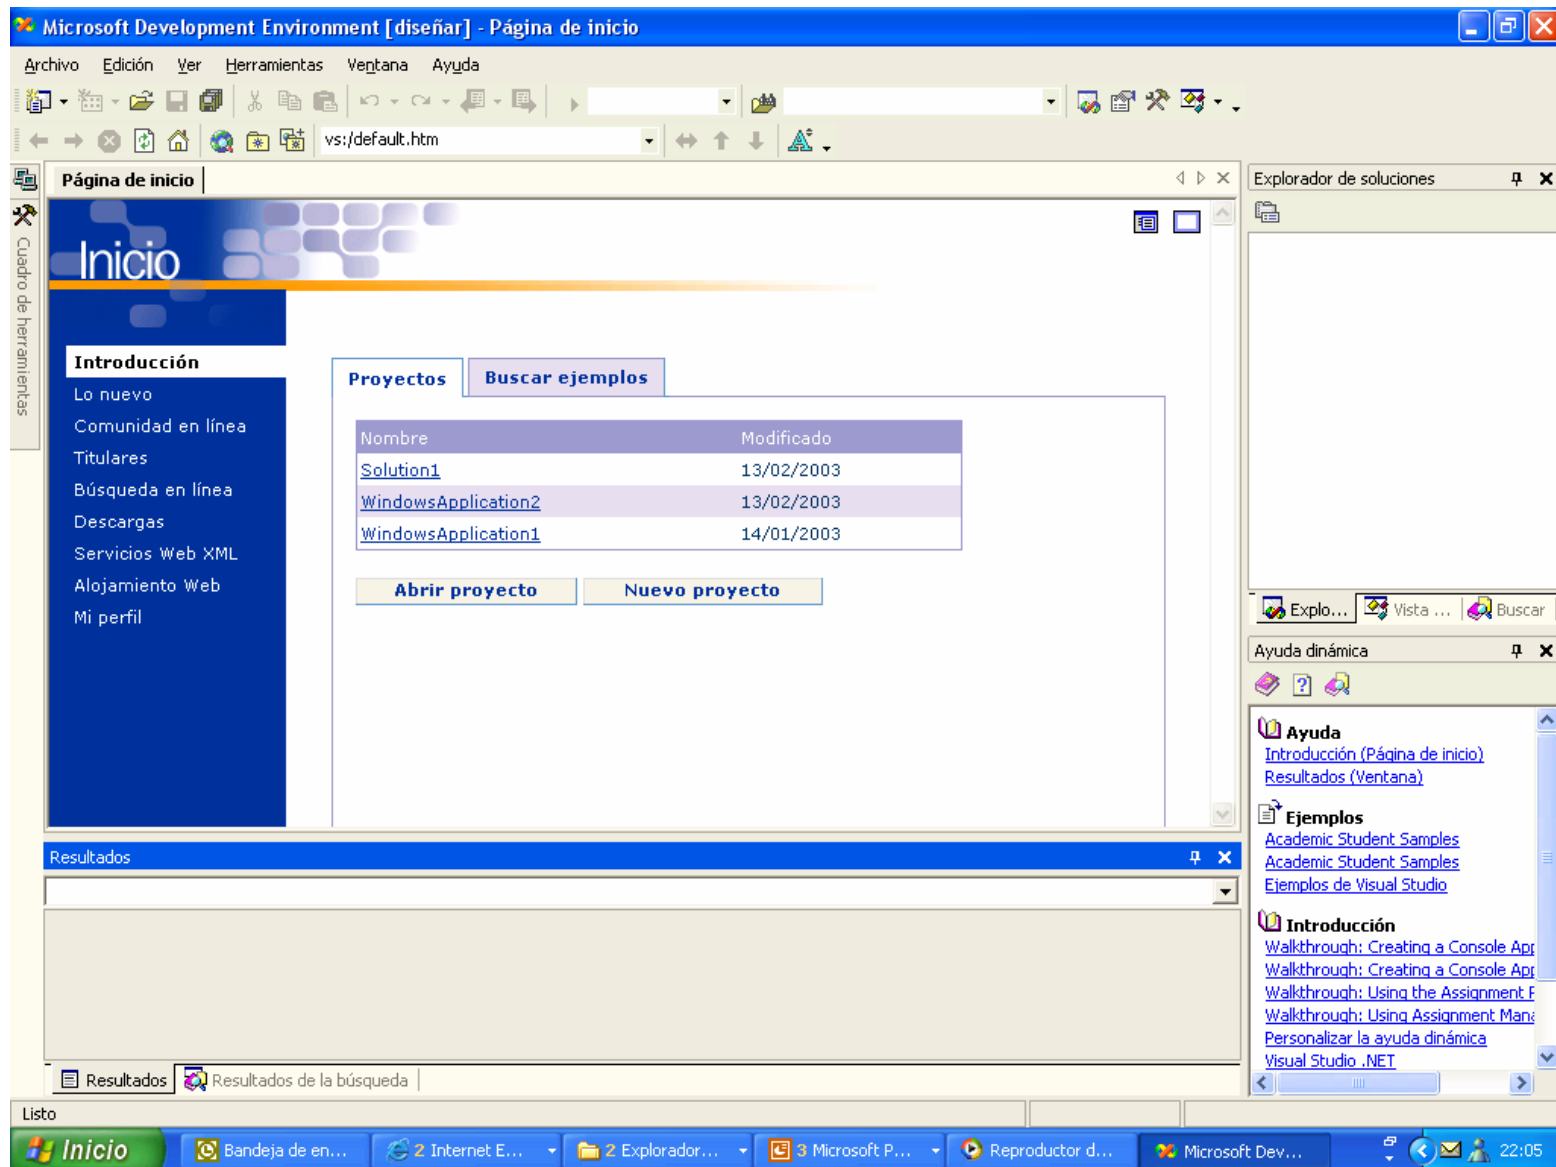 Microsoft Development Environment [diseñar] - Página de inicio
Archivo Edición Ver Herramientas Ventana Ayuda
vs:/default.htm
Página de inicio
Cuadro de herramientas
Inicio
Introducción
Lo nuevo
Comunidad en línea
Titulares
Búsqueda en línea
Descargas
Servicios Web XML
Alojamiento Web
Mi perfil
Proyectos Buscar ejemplos
Nombre Modificado
Solution1 13/02/2003
WindowsApplication2 13/02/2003
WindowsApplication1 14/01/2003
Abrir proyecto Nuevo proyecto
Explorador de soluciones
Explo... Vista ... Buscar
Ayuda dinámica
Ayuda
Introducción (Página de inicio)
Resultados (Ventana)
Ejemplos
Academic Student Samples
Academic Student Samples
Ejemplos de Visual Studio
Introducción
Walkthrough: Creating a Console App
Walkthrough: Creating a Console App
Walkthrough: Using the Assignment
Walkthrough: Using Assignment Mana
Personalizar la ayuda dinámica
Visual Studio .NET
Resultados
Resultados Resultados de la búsqueda
Listo
Inicio Bandeja de en... 2 Internet E... 2 Explorador... 3 Microsoft P... Reproductor d... Microsoft Dev... 22:05